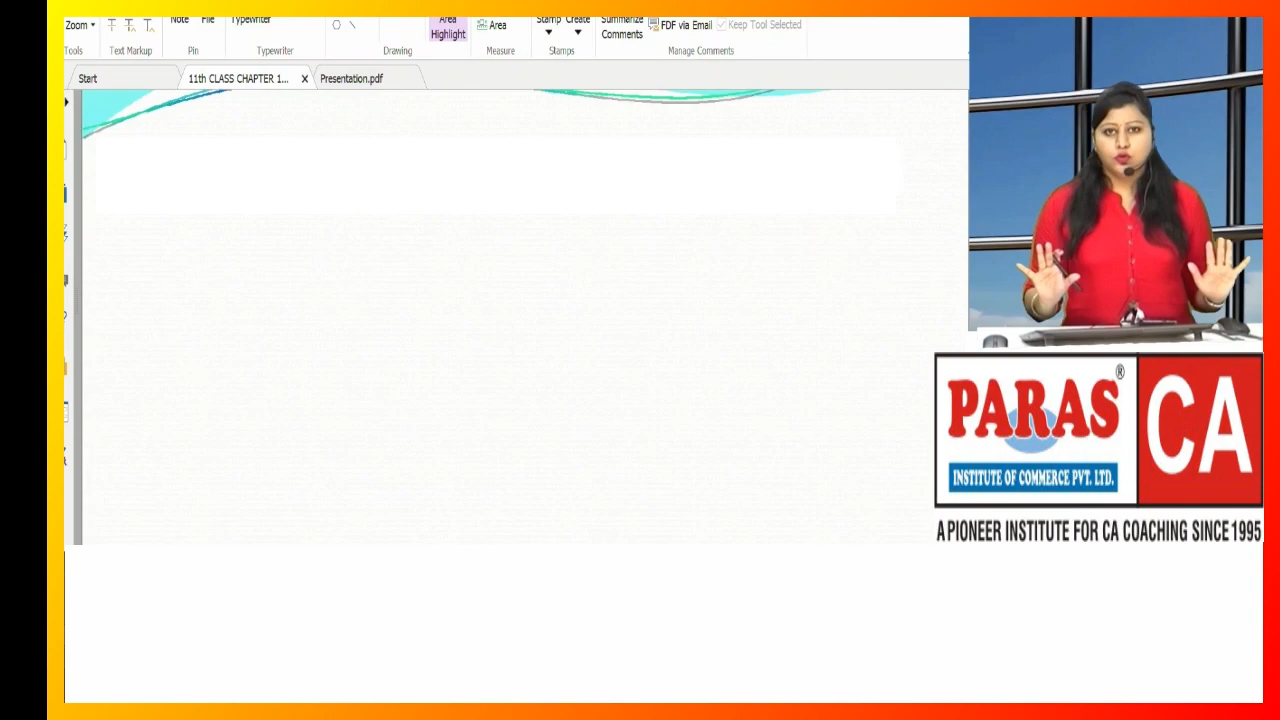 Note File Typewriter Area Stamp Create Summarize
Zoom Highlight Area Comments PDF via Email Keep Tool Selected
Tools Text Markup Pin Typewriter Drawing Measure Stamps Manage Comments
Start 11th CLASS CHAPTER 1... Presentation.pdf
PARAS®
CA
INSTITUTE OF COMMERCE PVT. LTD.
A PIONEER INSTITUTE FOR CA COACHING SINCE 1995